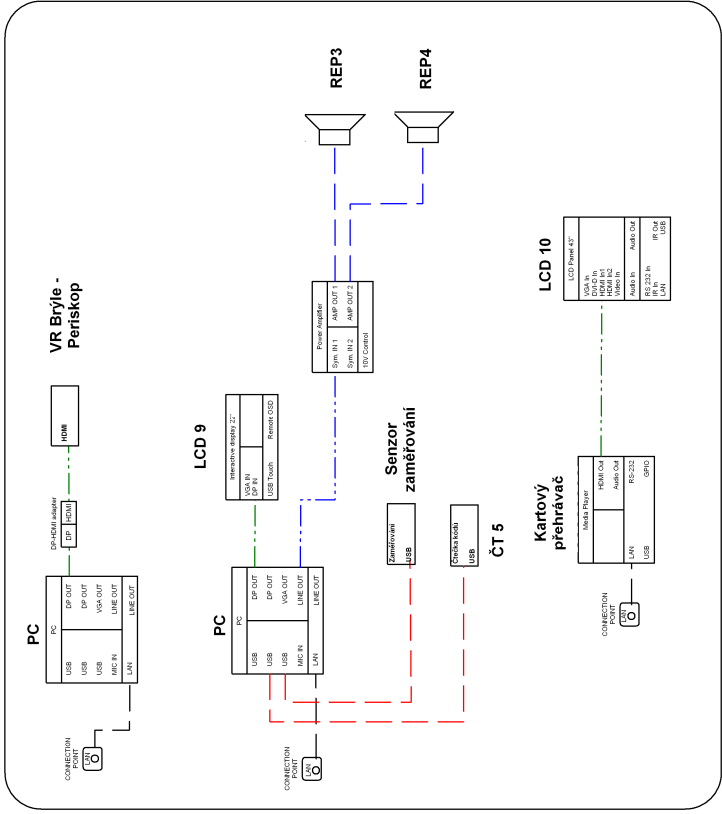 VR Brýle -
Periskop
HDMI
DP-HDMI adapter
DP
HDMI
PC
PC
USB
DP OUT
USB
DP OUT
USB
VGA OUT
MIC IN
LINE OUT
LAN
LINE OUT
CONNECTION
POINT
LAN
LCD 9
Interactive display 22"
VGA IN
DP IN
USB Touch
Remote OSD
PC
PC
USB
DP OUT
USB
DP OUT
USB
VGA OUT
MIC IN
LINE OUT
LAN
LINE OUT
CONNECTION
POINT
LAN
REP3
REP4
Power Amplifier
Sym. IN 1
AMP OUT 1
Sym. IN 2
AMP OUT 2
10V Control
Senzor
zaměřování
Zaměřování
USB
Čtečka kódů
USB
ČT 5
LCD 10
LCD Panel 43"
VGA In
DVI-D In
HDMI In1
HDMI In2
Video In
Audio In
Audio Out
RS 232 In
IR In
IR Out
LAN
USB
Kartový
přehrávač
Media Player
HDMI Out
Audio Out
LAN
RS-232
USB
GPIO
CONNECTION
POINT
LAN